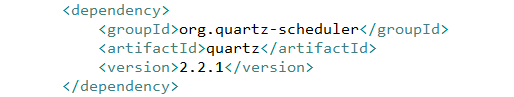 <dependency>
<groupId>org.quartz-scheduler</groupId>
<artifactId>quartz</artifactId>
<version>2.2.1</version>
</dependency>